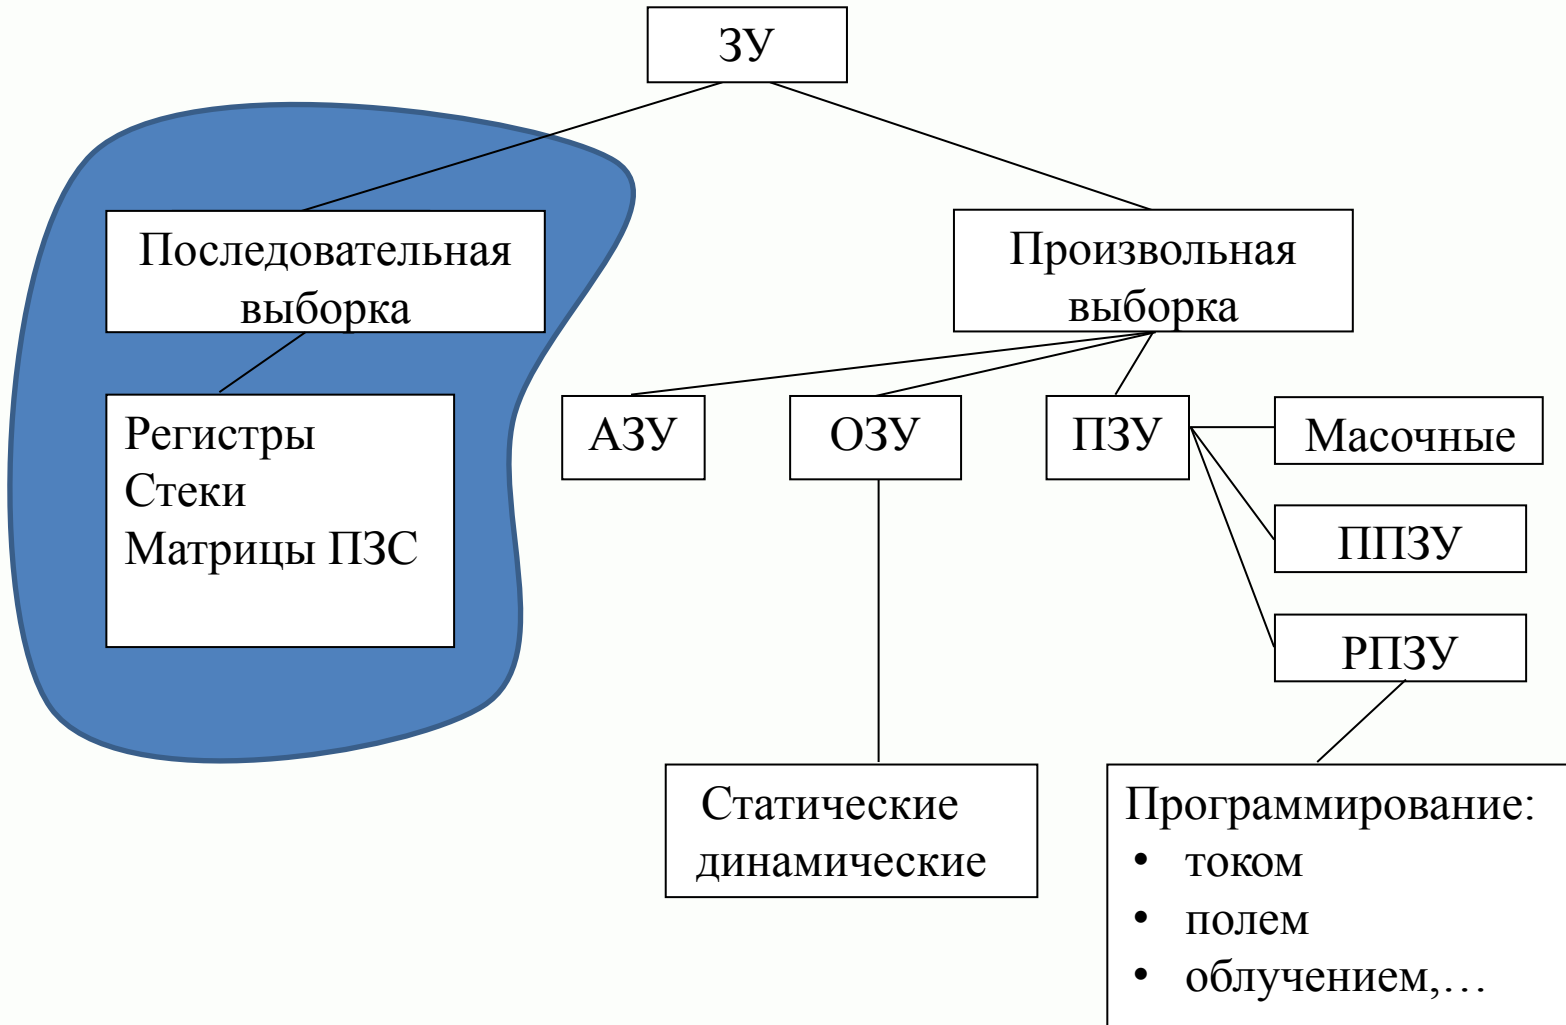 ЗУ
Последовательная
выборка
Произвольная
выборка
Регистры
Стеки
Матрицы ПЗС
АЗУ
ОЗУ
ПЗУ
Масочные
ППЗУ
РПЗУ
Статические
динамические
Программирование:
• током
• полем
• облучением,…